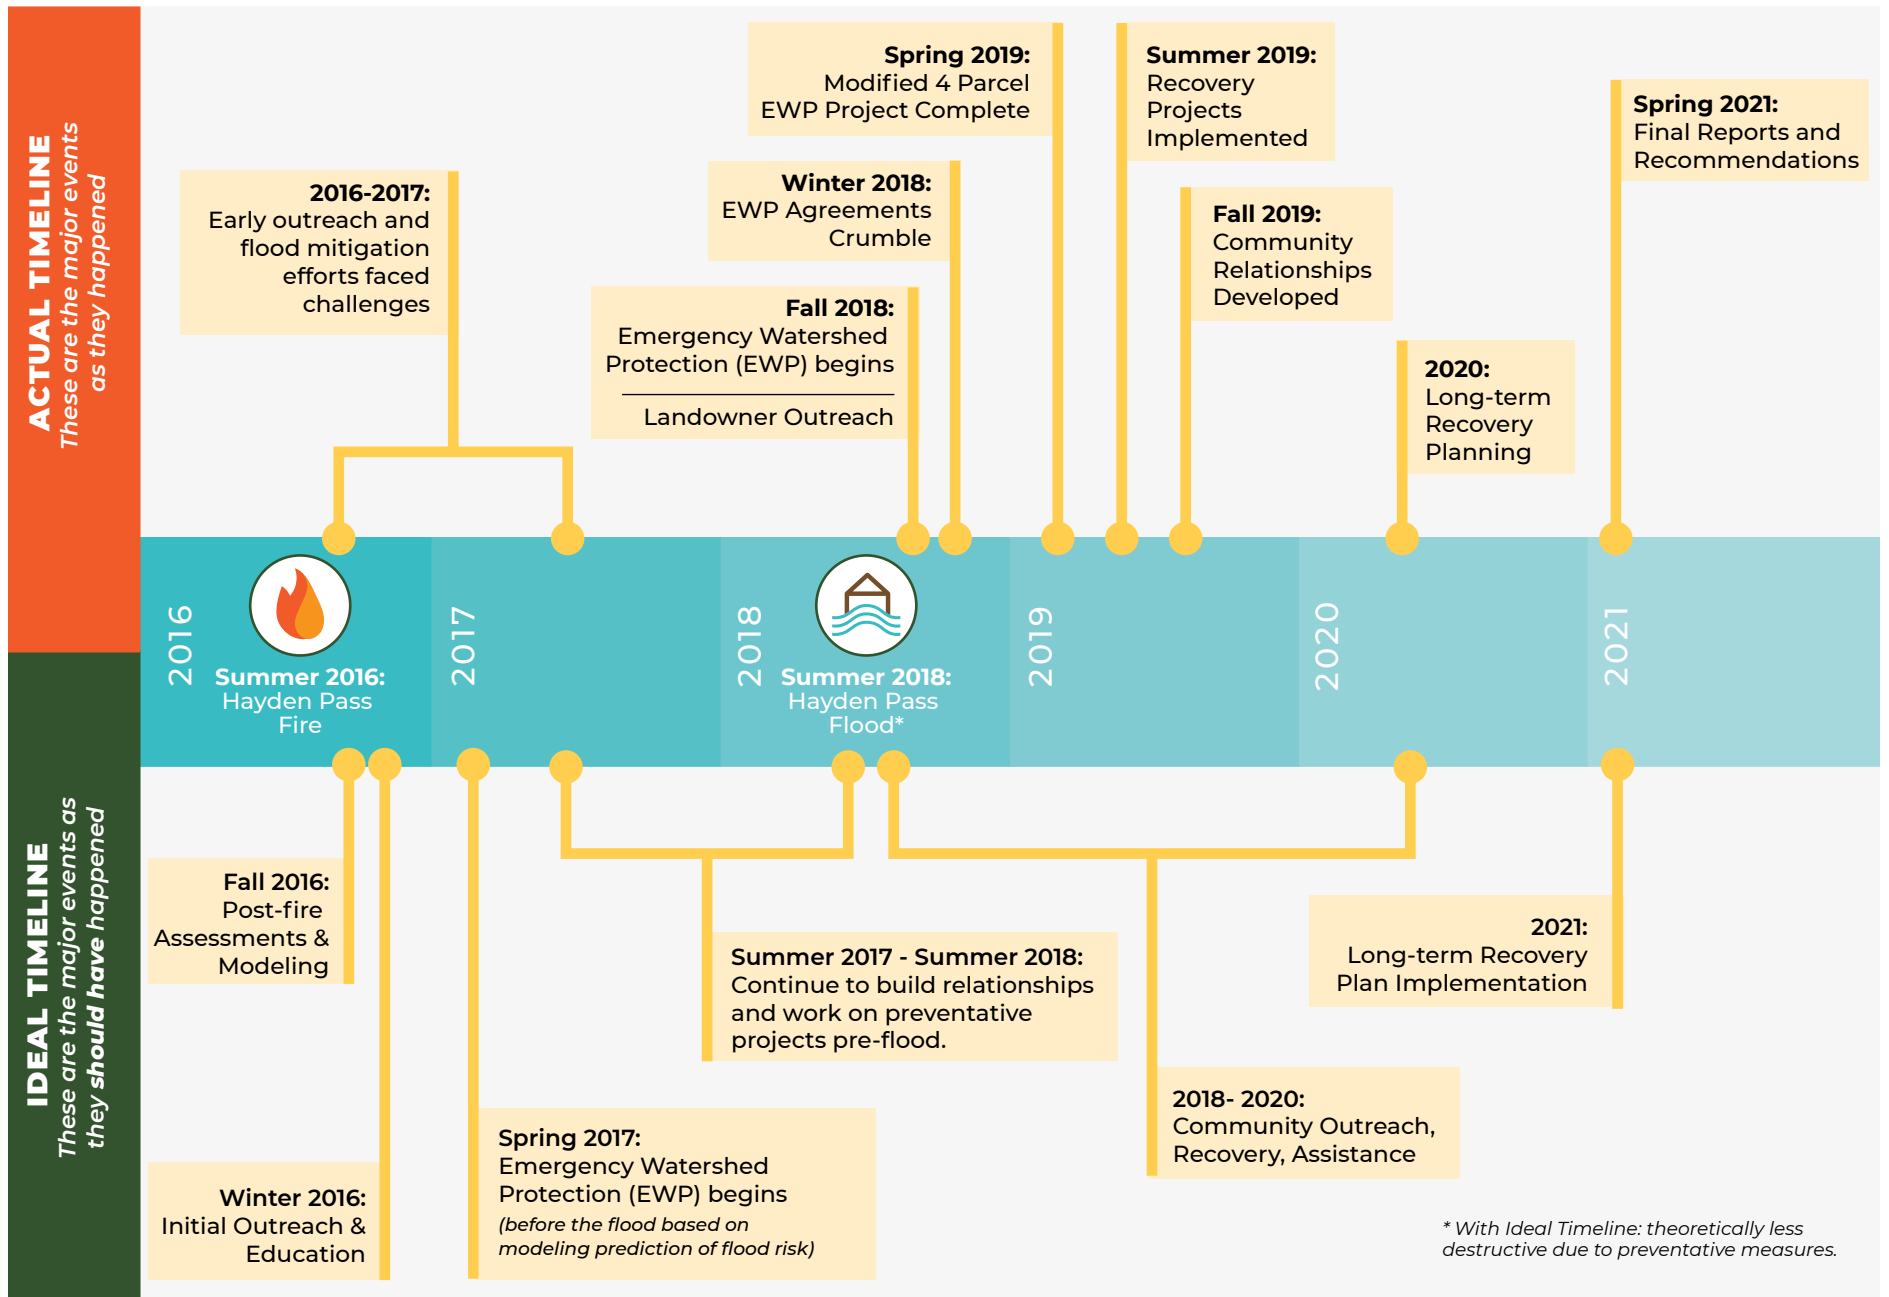 ACTUAL TIMELINE
These are the major events
as they happened
2016-2017:
Early outreach and
flood mitigation
efforts faced
challenges
Fall 2018:
Emergency Watershed
Protection (EWP) begins
Landowner Outreach
Winter 2018:
EWP Agreements
Crumble
Spring 2019:
Modified 4 Parcel
EWP Project Complete
Summer 2019:
Recovery
Projects
Implemented
Fall 2019:
Community
Relationships
Developed
2020:
Long-term
Recovery
Planning
Spring 2021:
Final Reports and
Recommendations
2016
Summer 2016:
Hayden Pass
Fire
2017
2018
Summer 2018:
Hayden Pass
Flood*
2019
2020
2021
IDEAL TIMELINE
These are the major events as
they should have happened
Fall 2016:
Post-fire
Assessments &
Modeling
Winter 2016:
Initial Outreach &
Education
Spring 2017:
Emergency Watershed
Protection (EWP) begins
(before the flood based on
modeling prediction of flood risk)
Summer 2017 - Summer 2018:
Continue to build relationships
and work on preventative
projects pre-flood.
2018- 2020:
Community Outreach,
Recovery, Assistance
2021:
Long-term Recovery
Plan Implementation
* With Ideal Timeline: theoretically less
destructive due to preventative measures.